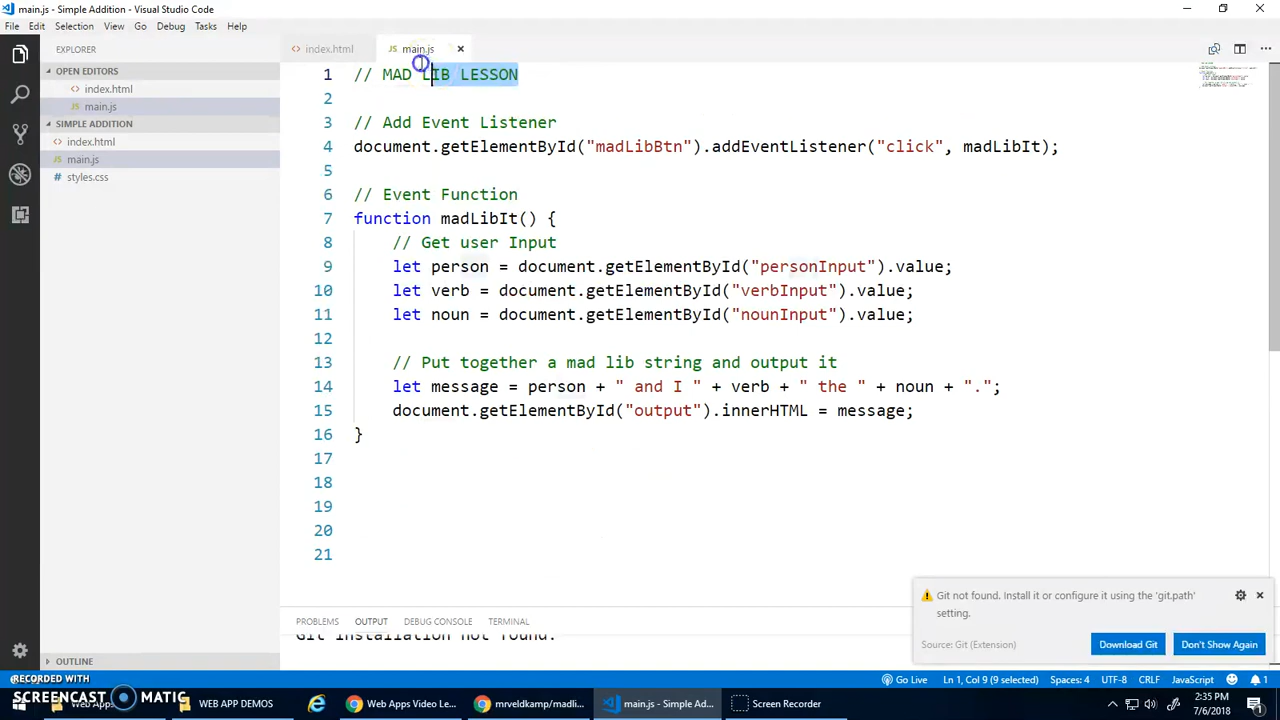 main.js - Simple Addition - Visual Studio Code
File Edit Selection View Go Debug Tasks Help
EXPLORER
OPEN EDITORS
index.html
main.js
SIMPLE ADDITION
index.html
main.js
styles.css
OUTLINE
index.html
JS main.js
1 // MAD LIB LESSON
2
3 // Add Event Listener
4 document.getElementById("madLibBtn").addEventListener("click", madLibIt);
5
6 // Event Function
7 function madLibIt() {
8 // Get user Input
9 let person = document.getElementById("personInput").value;
10 let verb = document.getElementById("verbInput").value;
11 let noun = document.getElementById("nounInput").value;
12
13 // Put together a mad lib string and output it
14 let message = person + " and I " + verb + " the " + noun + ".";
15 document.getElementById("output").innerHTML = message;
16 }
17
18
19
20
21
PROBLEMS OUTPUT DEBUG CONSOLE TERMINAL
Git installation not found.
Git not found. Install it or configure it using the 'git.path'
setting.
Source: Git (Extension)
Download Git
Don't Show Again
Go Live Ln 1, Col 9 (9 selected) Spaces: 4 UTF-8 CRLF JavaScript 1
RECORDED WITH
SCREENCAST MATIC
WEB APP DEMOS
Web Apps Video Le...
mrveldkamp/madli...
main.js - Simple Ad...
Screen Recorder
2:35 PM
7/6/2018